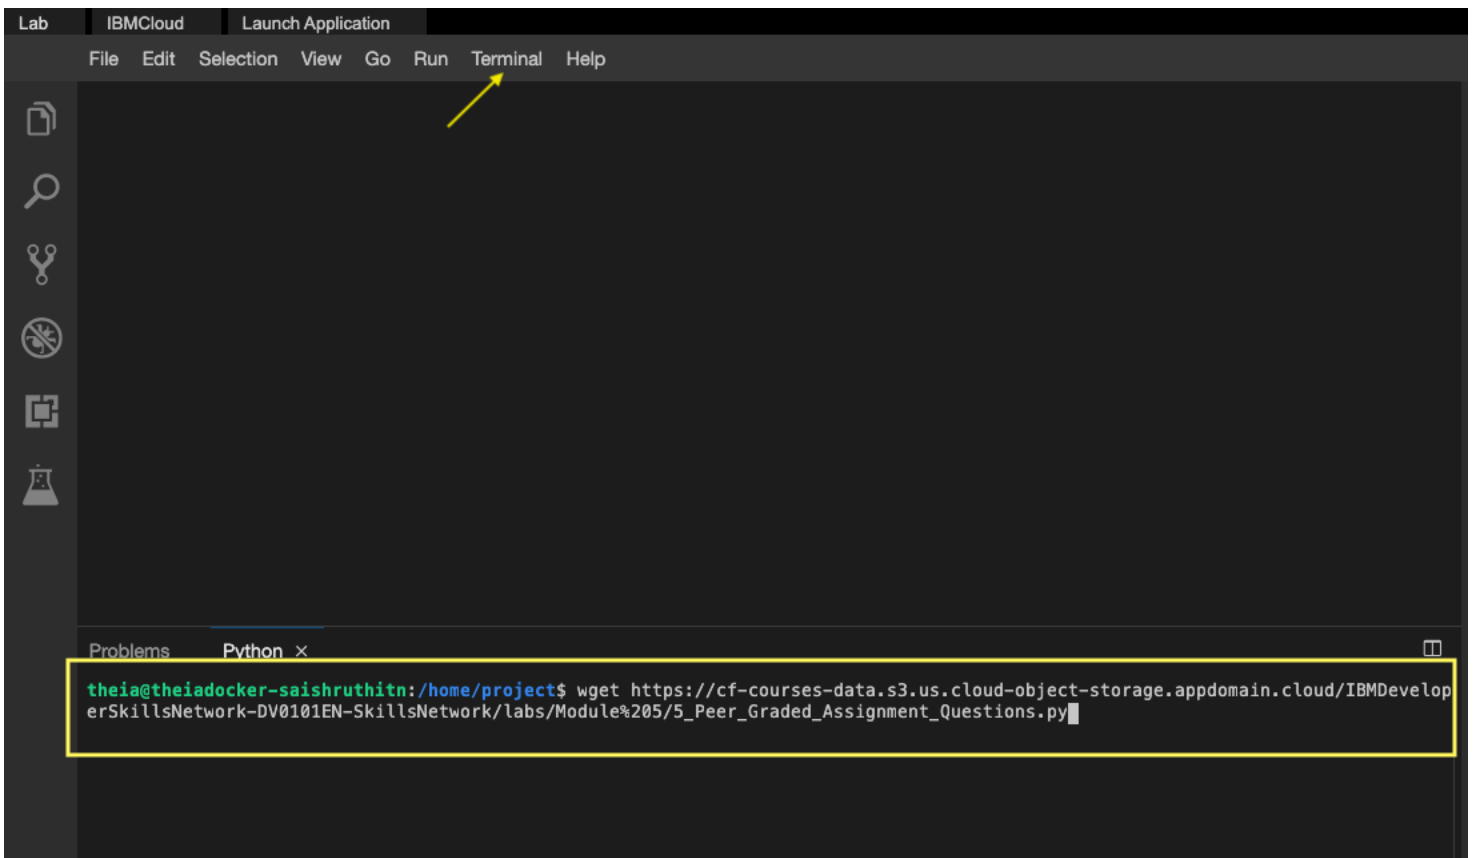 Lab IBMCloud Launch Application
File Edit Selection View Go Run Terminal Help
Problems Python ×
theia@theiadocker-saishruthitn:/home/project$ wget https://cf-courses-data.s3.us.cloud-object-storage.appdomain.cloud/IBMDevelop
erSkillsNetwork-DV0101EN-SkillsNetwork/labs/Module%205/5_Peer_Graded_Assignment_Questions.py